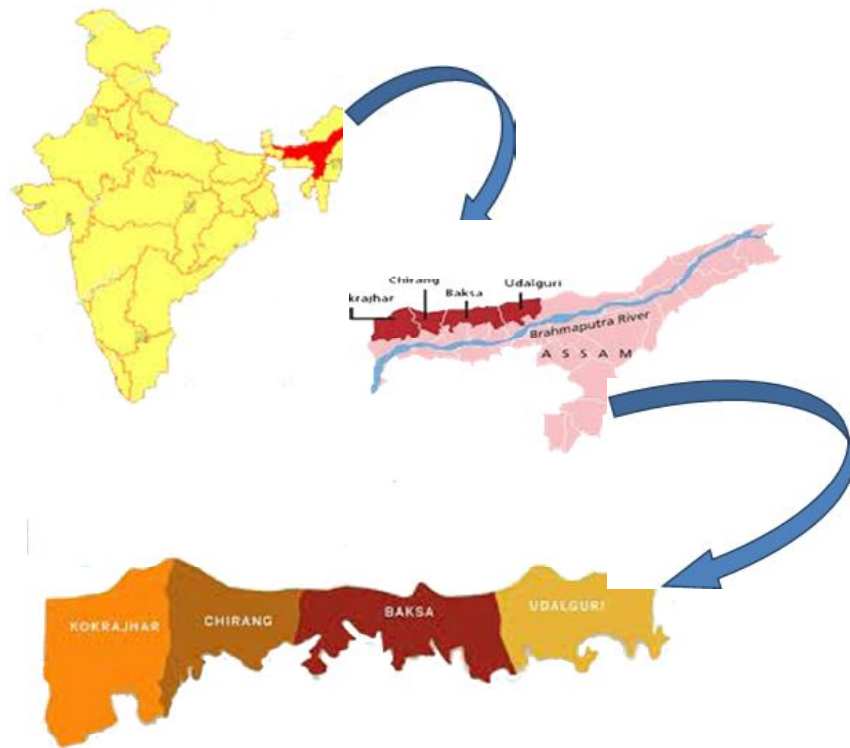 Chirang
Udalguri
Baksa
krajhar
Brahmaputra River
ASSAM
KOKRAJHAR
CHIRANG
BAKSA
UDALGURI